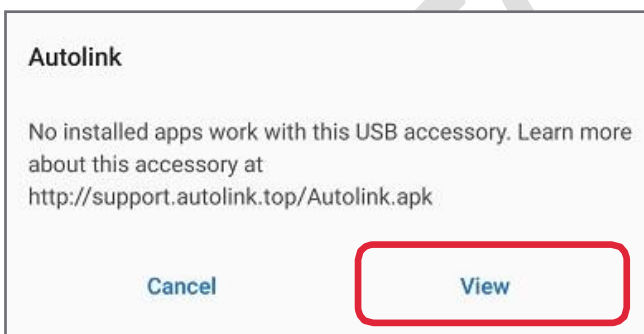 Autolink
No installed apps work with this USB accessory. Learn more
about this accessory at
http://support.autolink.top/Autolink.apk
Cancel View